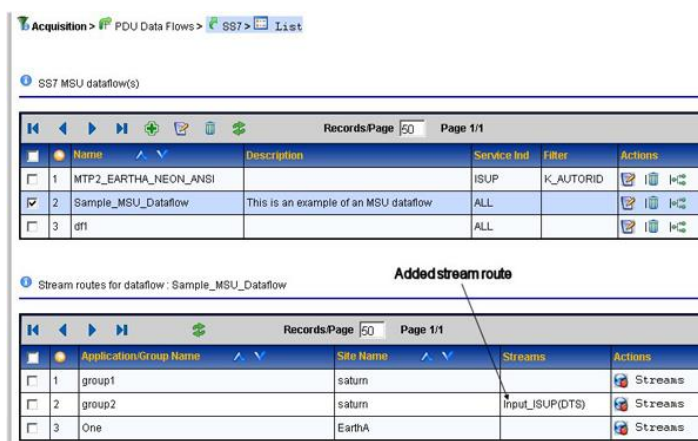 Acquisition > PDU Data Flows > SS7 > List
SS7 MSU dataflow(s)
Records/Page 50 Page 1/1
Name Description Service Ind Filter Actions
1 MTP2_EARTHA_NEON_ANSI ISUP K_AUTORID
2 Sample_MSU_Dataflow This is an example of an MSU dataflow ALL
3 df1 ALL
Added stream route
Stream routes for dataflow : Sample_MSU_Dataflow
Records/Page 50 Page 1/1
Application/Group Name Site Name Streams Actions
1 group1 saturn Streams
2 group2 saturn Input_ISUP(DTS) Streams
3 One EarthA Streams